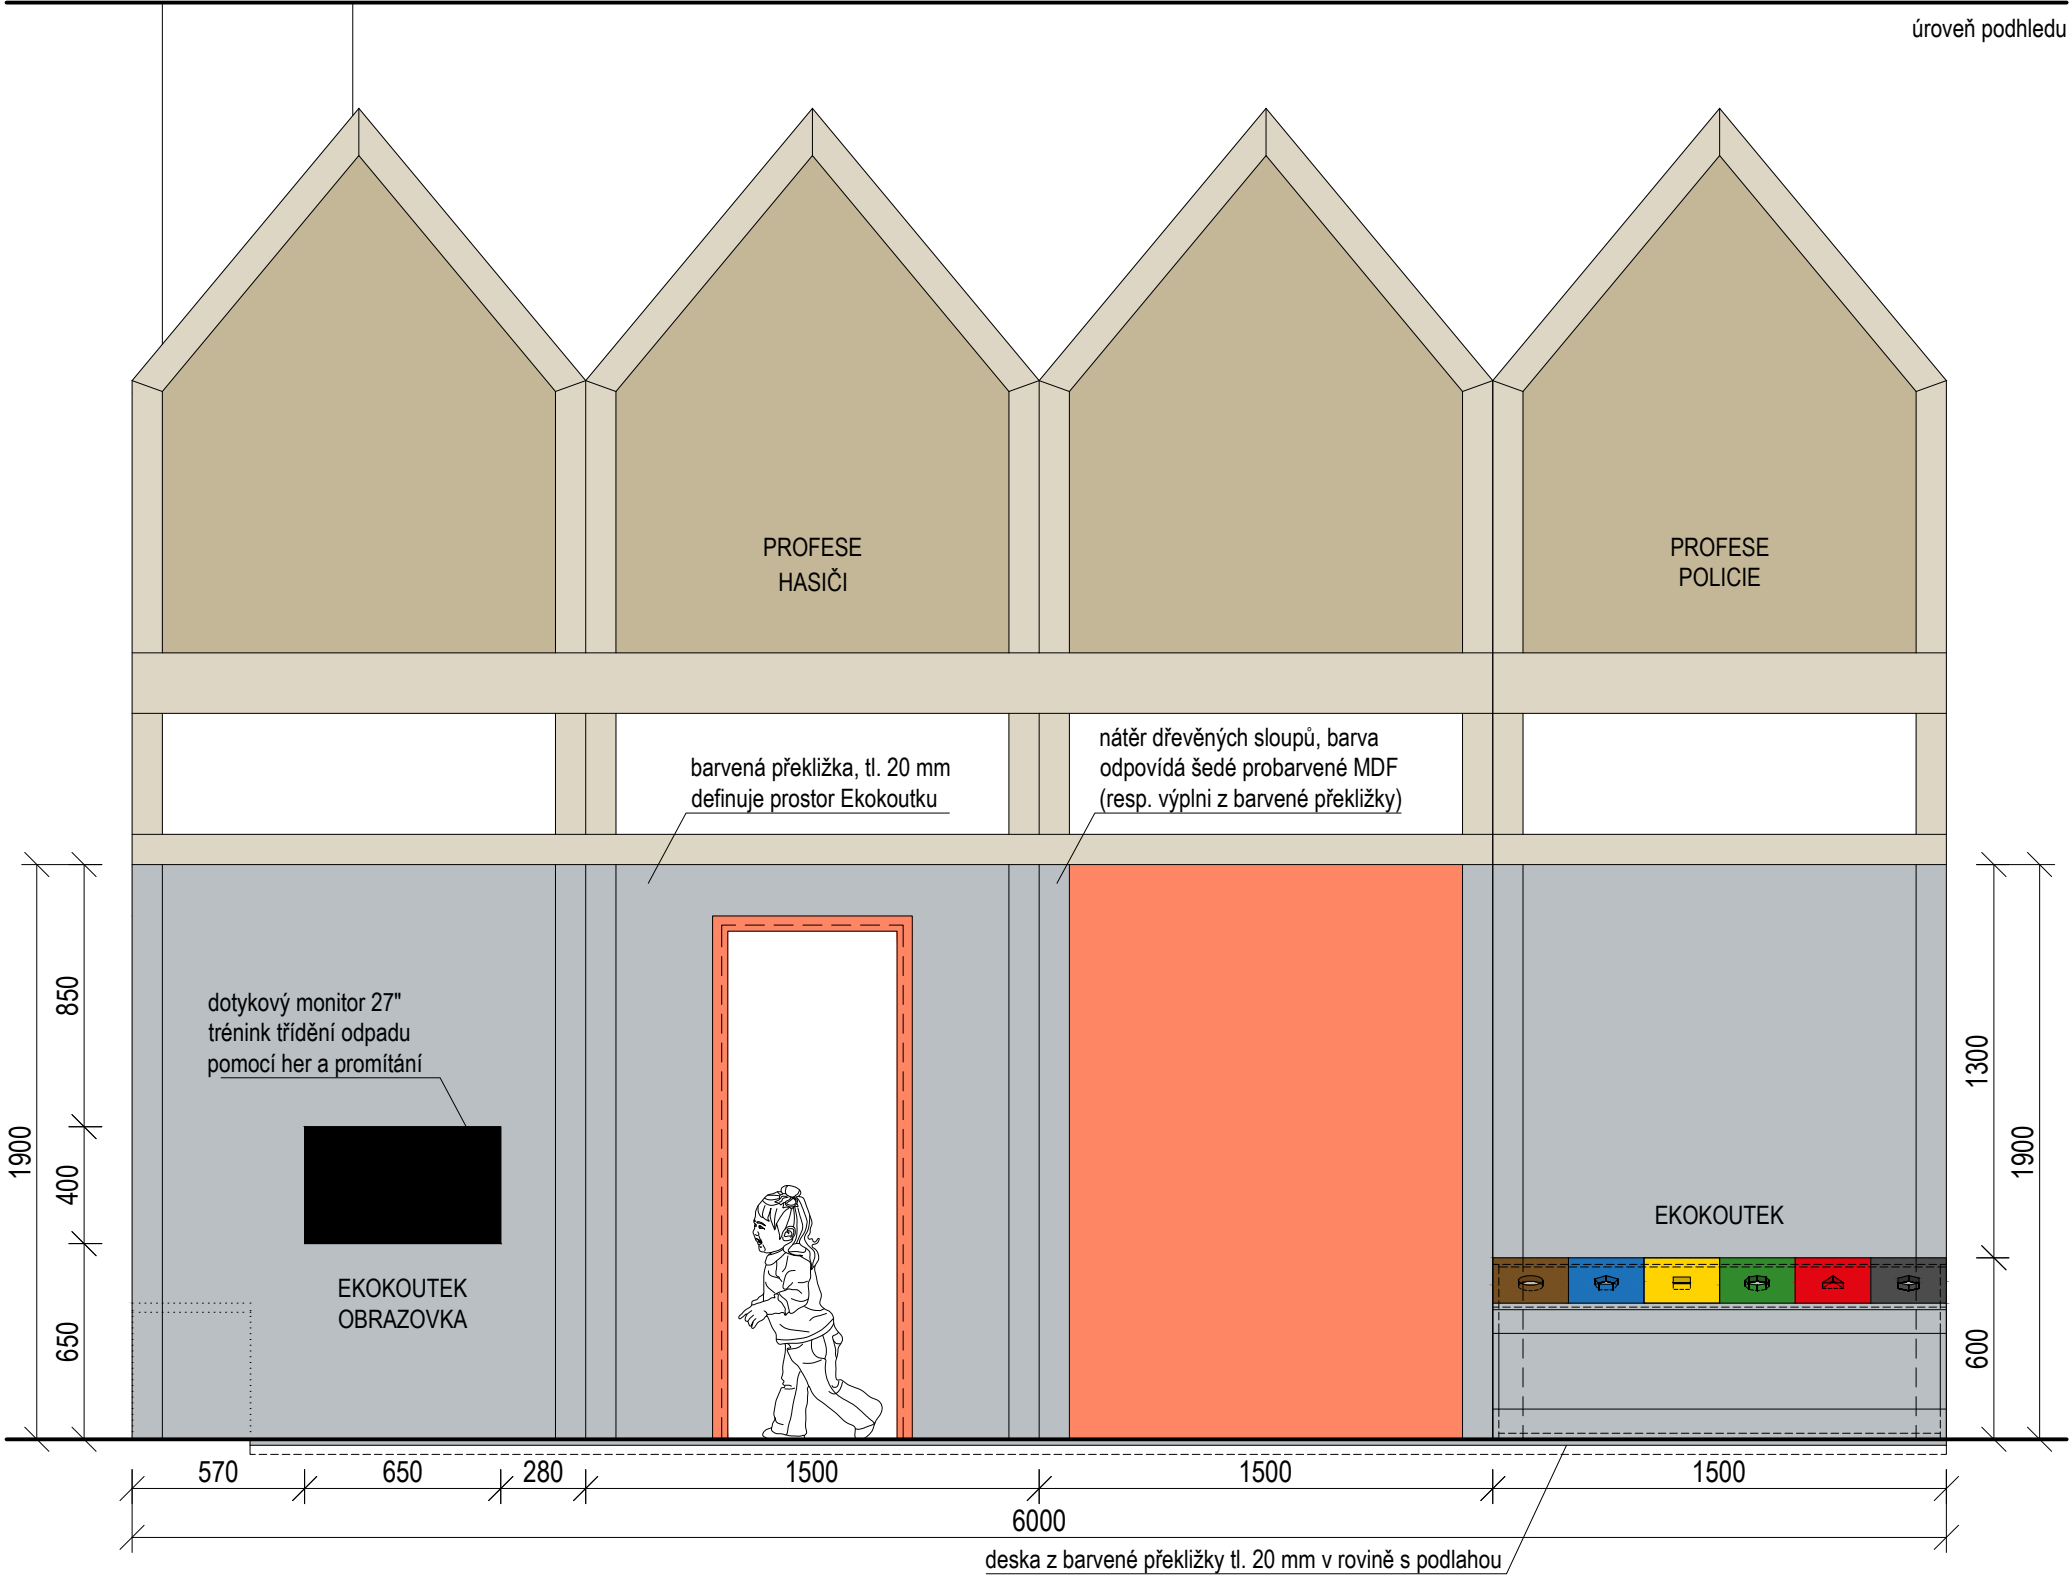 úroveň podhledu
PROFESE
HASIČI
PROFESE
POLICIE
barvená překližka, tl. 20 mm
definuje prostor Ekokoutku
nátěr dřevěných sloupů, barva
odpovídá šedé probarvené MDF
(resp. výplni z barvené překližky)
dotykový monitor 27"
trénink třídění odpadu
pomocí her a promítání
850
1900
400
650
1300
1900
600
EKOKOUTEK
EKOKOUTEK
OBRAZOVKA
570
650
280
1500
1500
1500
6000
deska z barvené překližky tl. 20 mm v rovině s podlahou